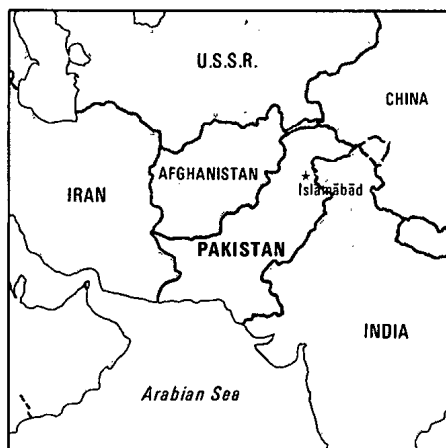 U.S.S.R.
CHINA
AFGHANISTAN
Islāmābād
IRAN
PAKISTAN
INDIA
Arabian Sea